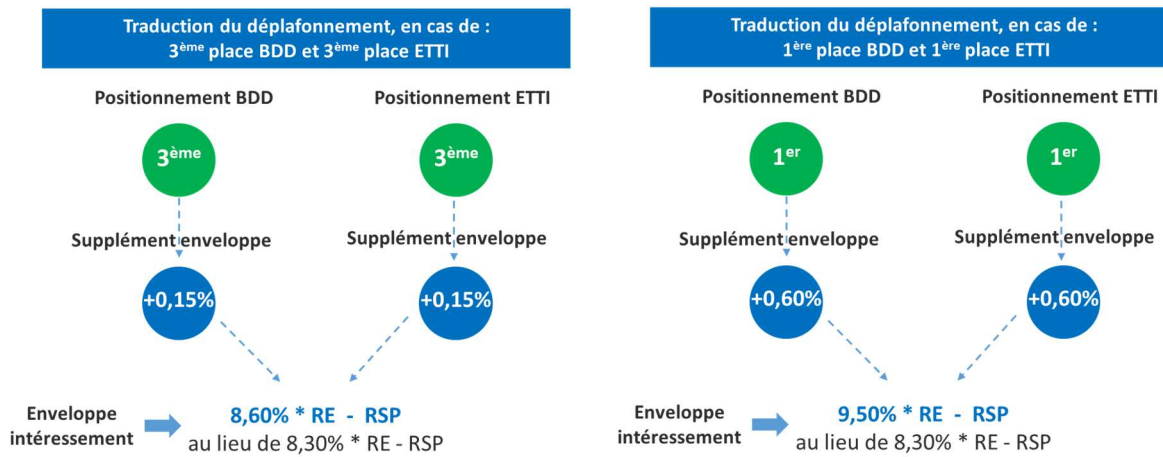 Traduction du déplafonnement, en cas de :
3ème place BDD et 3ème place ETTI
Positionnement BDD
Positionnement ETTI
3ème
3ème
Supplément enveloppe
Supplément enveloppe
+0,15%
+0,15%
Enveloppe
intéressement
8,60% * RE - RSP
au lieu de 8,30% * RE - RSP
Traduction du déplafonnement, en cas de :
1ère place BDD et 1ère place ETTI
Positionnement BDD
Positionnement ETTI
1er
1er
Supplément enveloppe
Supplément enveloppe
+0,60%
+0,60%
Enveloppe
intéressement
9,50% * RE - RSP
au lieu de 8,30% * RE - RSP